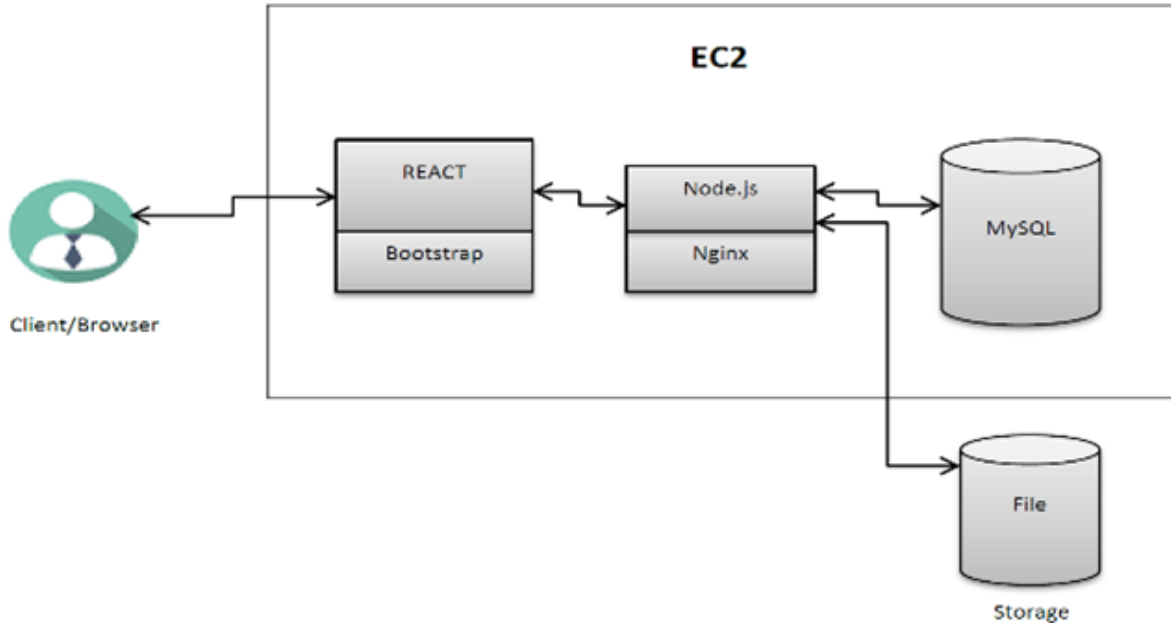 EC2
REACT
Bootstrap
Node.js
Nginx
MySQL
Client/Browser
File
Storage